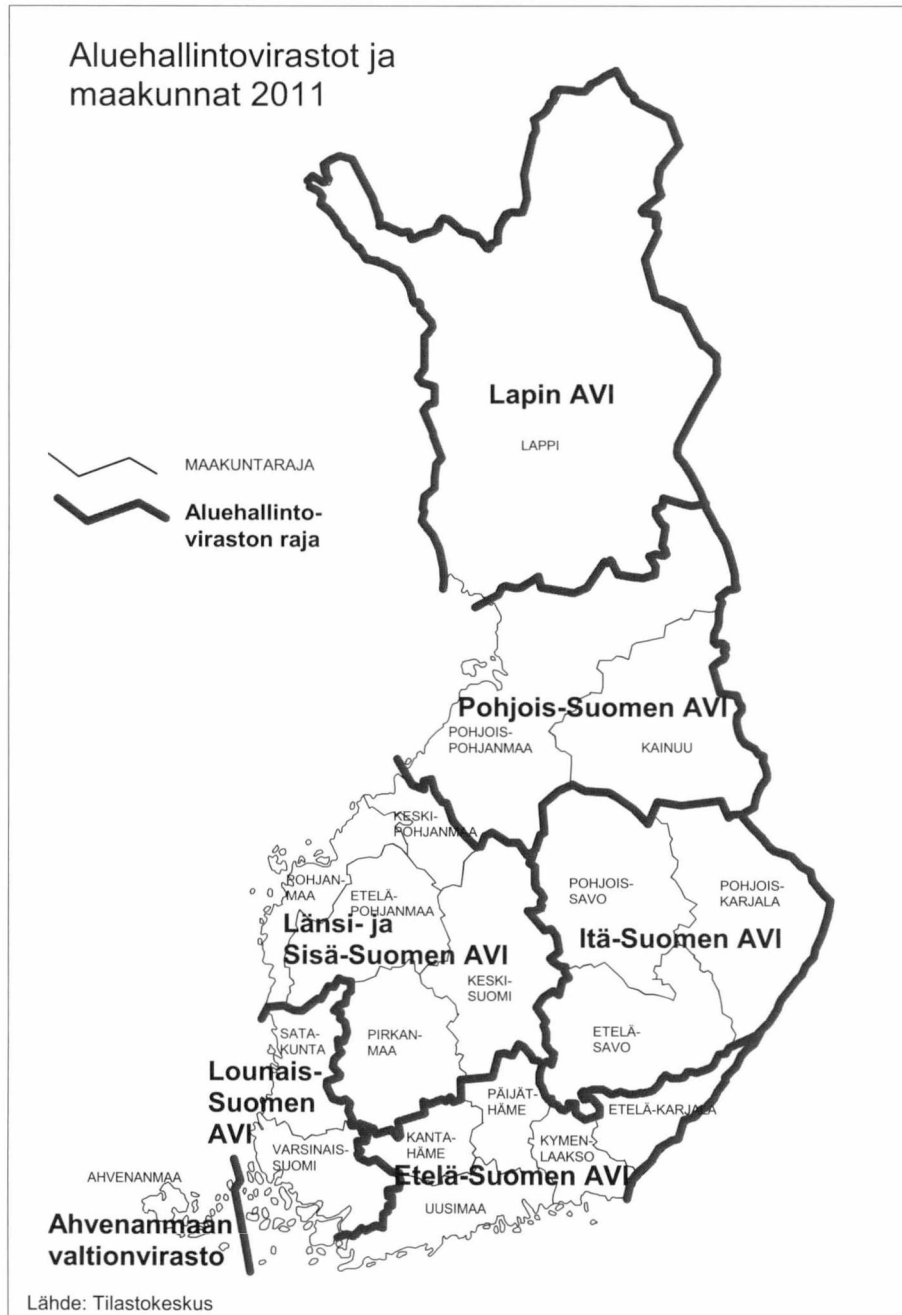 Aluehallintovirastot ja
maakunnat 2011
Lapin AVI
LAPPI
MAAKUNTARAJA
Aluehallinto-
viraston raja
Pohjois-Suomen AVI
POHJOIS-
POHJANMAA
KAINUU
KESKI-
POHJANMAA
POHJAN-
MAA
ETELÄ-
POHJANMAA
POHJOIS-
SAVO
POHJOIS-
KARJALA
Länsi- ja
Sisä-Suomen AVI
Itä-Suomen AVI
KESKI-
SUOMI
SATA-
KUNTA
PIRKAN-
MAA
ETELÄ-
SAVO
Lounais-
Suomen
AVI
PÄIJÄT-
HÄME
ETELÄ-KARJALA
VARSINAIS-
SUOMI
KANTA-
HÄME
KYMEN-
LAAKSO
Etelä-Suomen AVI
AHVENANMAA
UUSIMAA
Ahvenanmaan
valtionvirasto
Lähde: Tilastokeskus